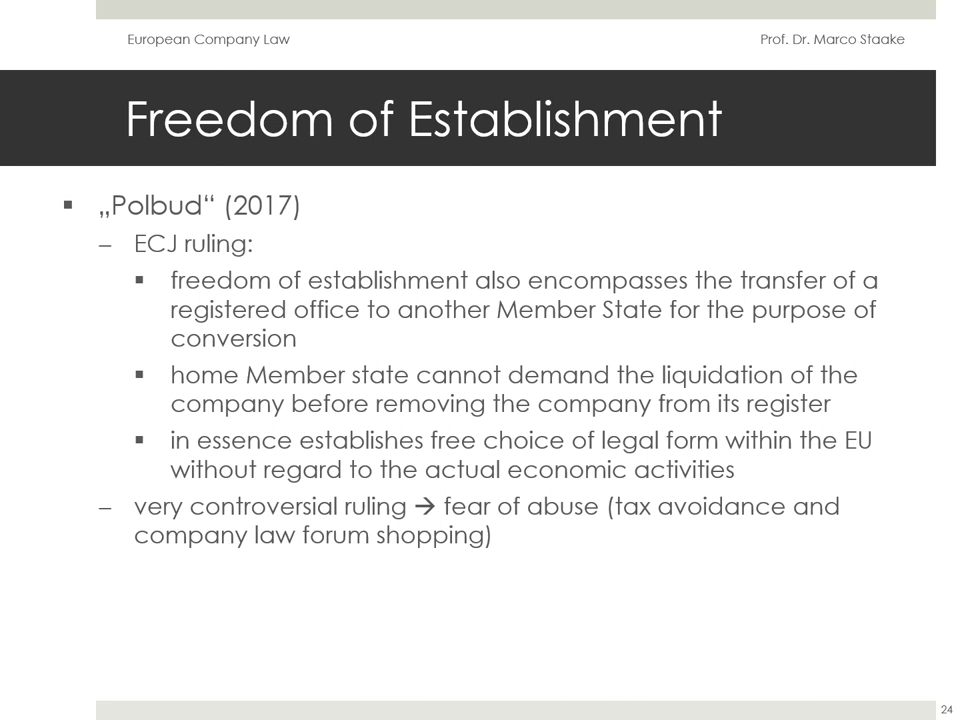 European Company Law
Prof. Dr. Marco Staake
Freedom of Establishment
▪ „Polbud“ (2017)
– ECJ ruling:
▪ freedom of establishment also encompasses the transfer of a
registered office to another Member State for the purpose of
conversion
▪ home Member state cannot demand the liquidation of the
company before removing the company from its register
▪ in essence establishes free choice of legal form within the EU
without regard to the actual economic activities
– very controversial ruling → fear of abuse (tax avoidance and
company law forum shopping)
24